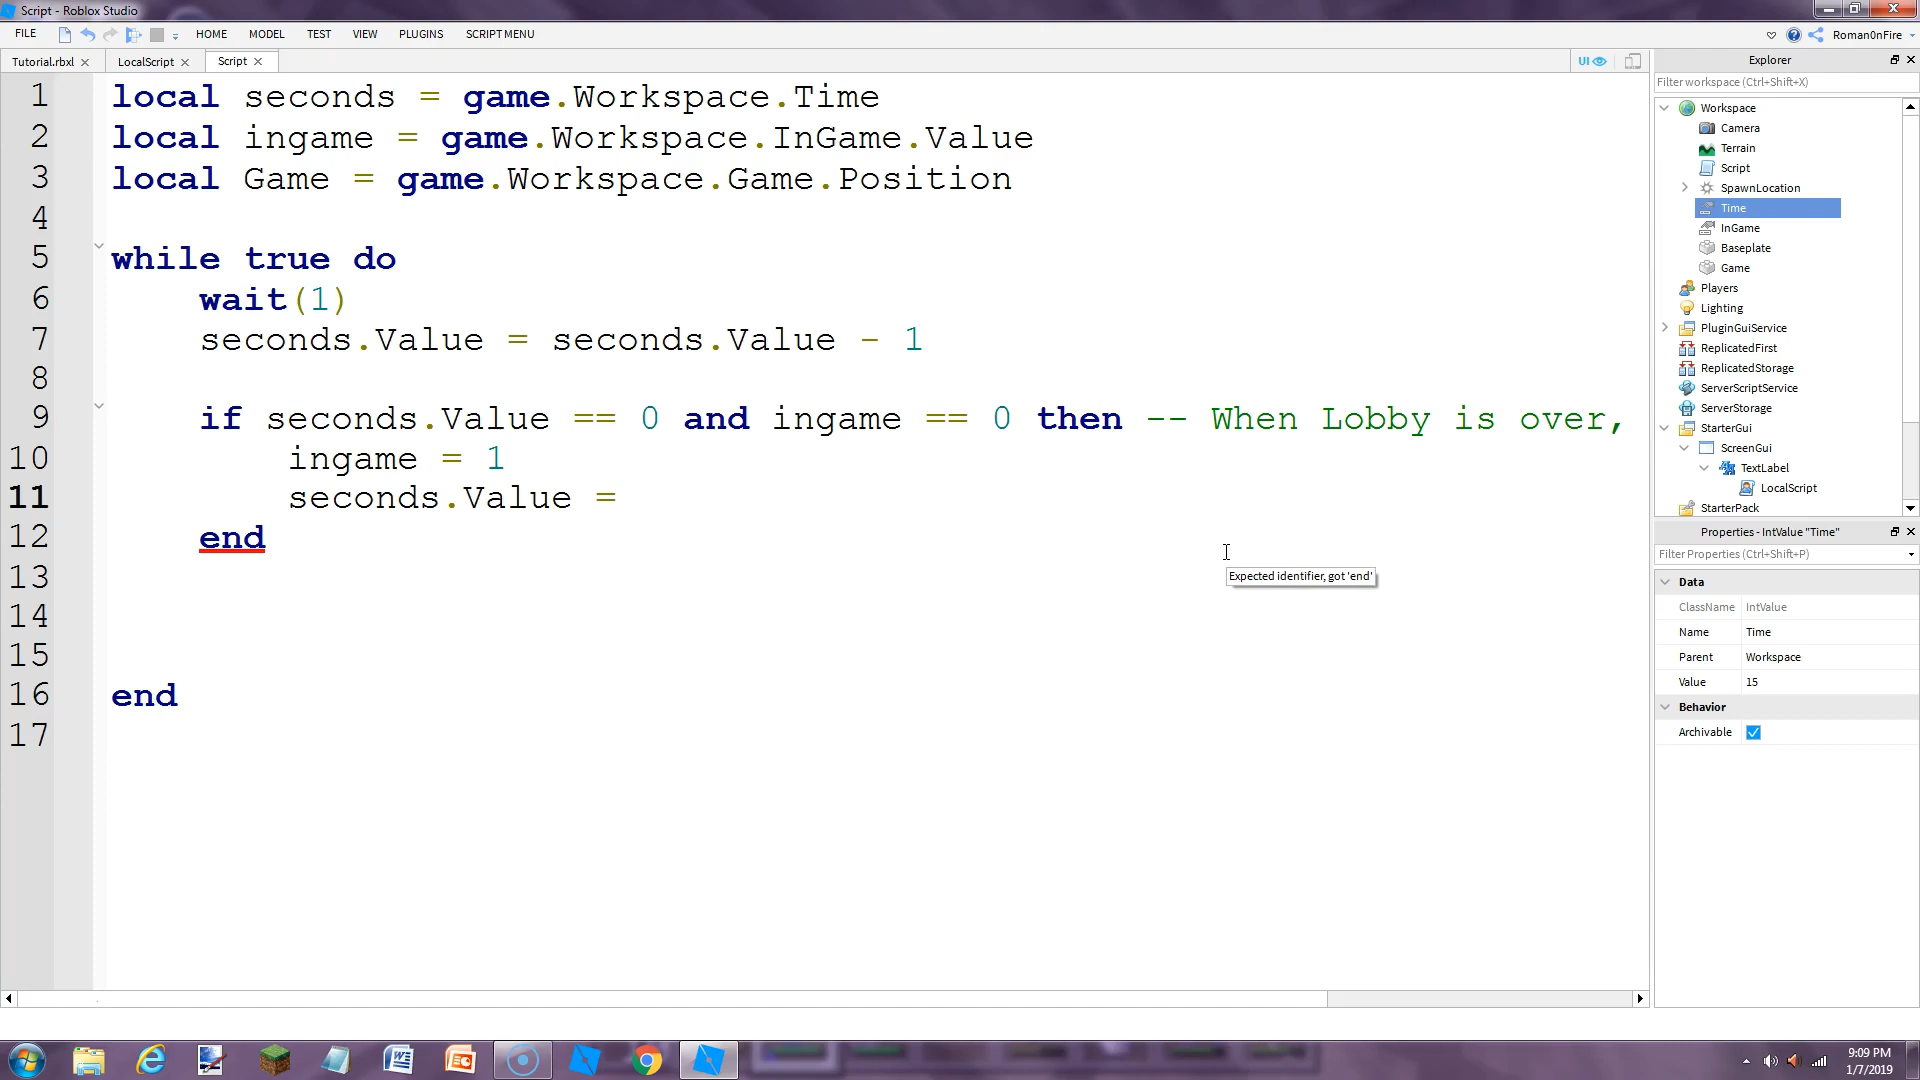 Script - Roblox Studio
FILE HOME MODEL TEST VIEW PLUGINS SCRIPT MENU Roman0nFire
Tutorial.rbxl LocalScript Script UI
1 local seconds = game.Workspace.Time
2 local ingame = game.Workspace.InGame.Value
3 local Game = game.Workspace.Game.Position
4
5 while true do
6 wait(1)
7 seconds.Value = seconds.Value - 1
8
9 if seconds.Value == 0 and ingame == 0 then -- When Lobby is over,
10 ingame = 1
11 seconds.Value =
12 end
13
14
15
16 end
17
Expected identifier, got 'end'
Explorer
Filter workspace (Ctrl+Shift+X)
Workspace
Camera
Terrain
Script
SpawnLocation
Time
InGame
Baseplate
Game
Players
Lighting
PluginGuiService
ReplicatedFirst
ReplicatedStorage
ServerScriptService
ServerStorage
StarterGui
ScreenGui
TextLabel
LocalScript
StarterPack
Properties - IntValue "Time"
Filter Properties (Ctrl+Shift+P)
Data
ClassName IntValue
Name Time
Parent Workspace
Value 15
Behavior
Archivable
9:09 PM
1/7/2019